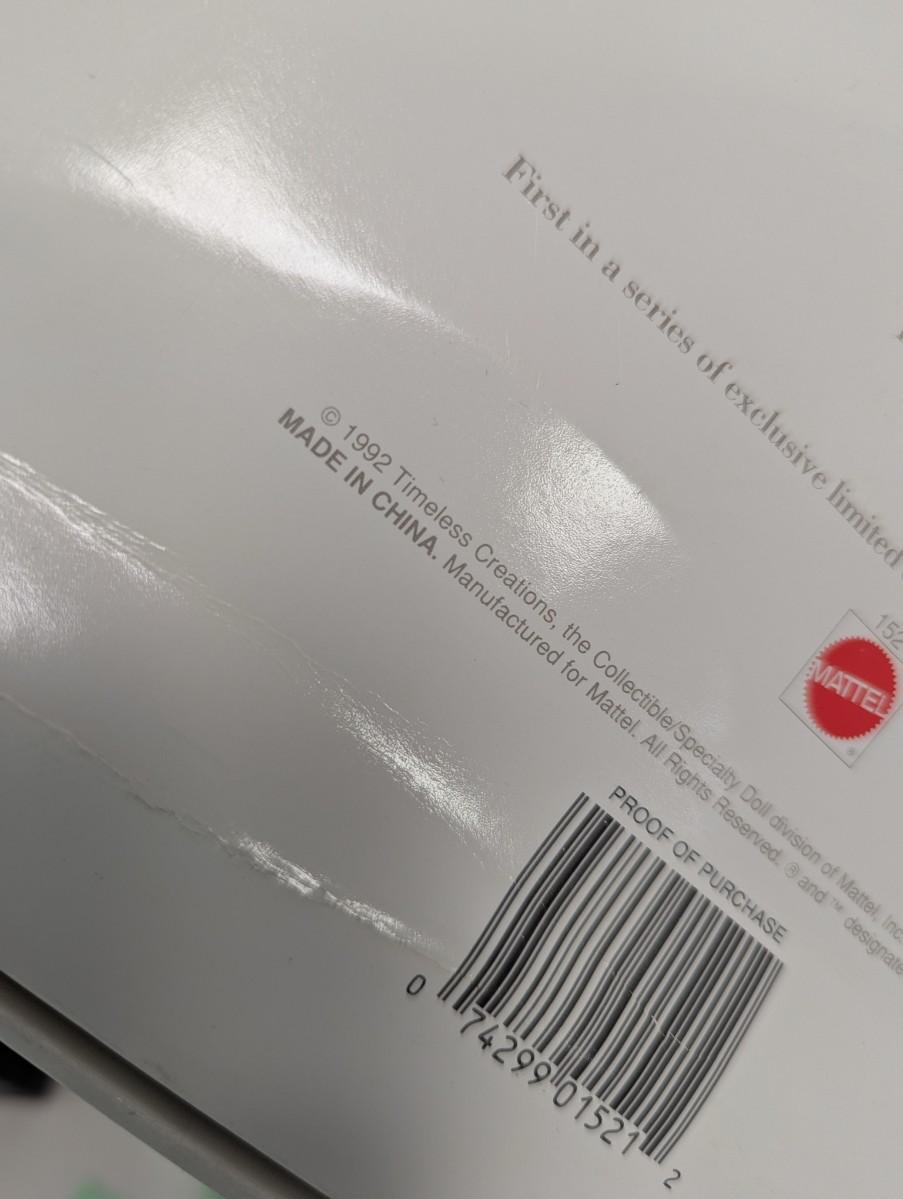 First in a series of exclusive limited
152
MATTEL
®
© 1992 Timeless Creations, the Collectible/Specialty Doll division of Mattel, Inc.
MADE IN CHINA. Manufactured for Mattel. All Rights Reserved. ® and ™ designate
PROOF OF PURCHASE
0 74299 01521 2